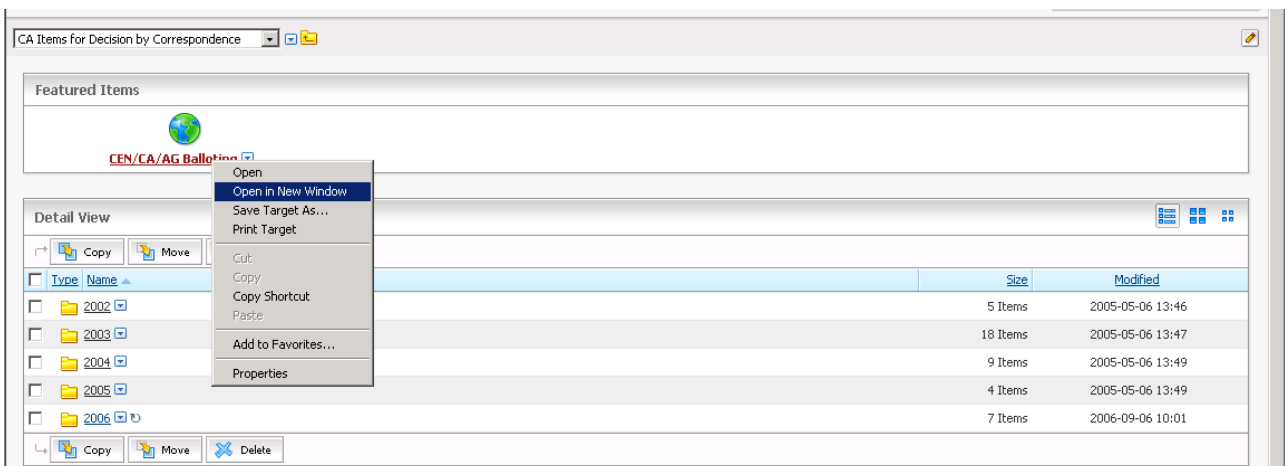 CA Items for Decision by Correspondence
Featured Items
CEN/CA/AG Balloting
Open
Open in New Window
Save Target As...
Print Target
Cut
Copy
Copy Shortcut
Paste
Add to Favorites...
Properties
Detail View
Copy Move
Type Name Size Modified
2002 5 Items 2005-05-06 13:46
2003 18 Items 2005-05-06 13:47
2004 9 Items 2005-05-06 13:49
2005 4 Items 2005-05-06 13:49
2006 7 Items 2006-09-06 10:01
Copy Move Delete